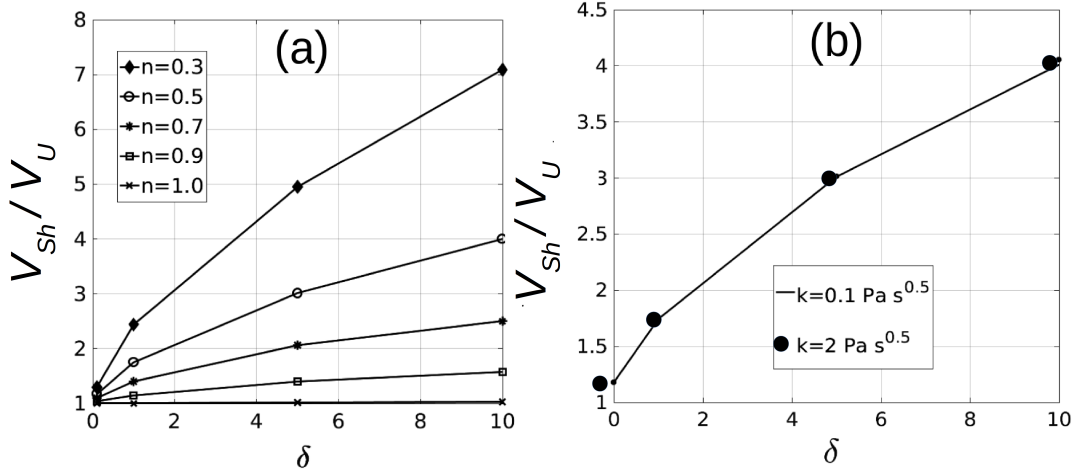 (a)
8
7
6
5
4
3
2
1
0
2
4
6
8
10
V_Sh / V_U
δ
n=0.3
n=0.5
n=0.7
n=0.9
n=1.0
(b)
4.5
4
3.5
3
2.5
2
1.5
1
0
2
4
6
8
10
V_Sh / V_U
δ
k=0.1 Pa s^0.5
k=2 Pa s^0.5